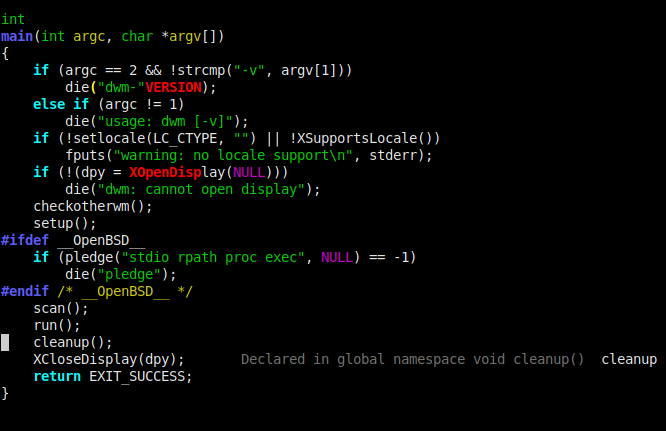 int
main(int argc, char *argv[])
{
    if (argc == 2 && !strcmp("-v", argv[1]))
        die("dwm-"VERSION);
    else if (argc != 1)
        die("usage: dwm [-v]");
    if (!setlocale(LC_CTYPE, "") || !XSupportsLocale())
        fputs("warning: no locale support\n", stderr);
    if (!(dpy = XOpenDisplay(NULL)))
        die("dwm: cannot open display");
    checkotherwm();
    setup();
#ifdef __OpenBSD__
    if (pledge("stdio rpath proc exec", NULL) == -1)
        die("pledge");
#endif /* __OpenBSD__ */
    scan();
    run();
    cleanup();
    XCloseDisplay(dpy);       Declared in global namespace void cleanup()  cleanup
    return EXIT_SUCCESS;
}